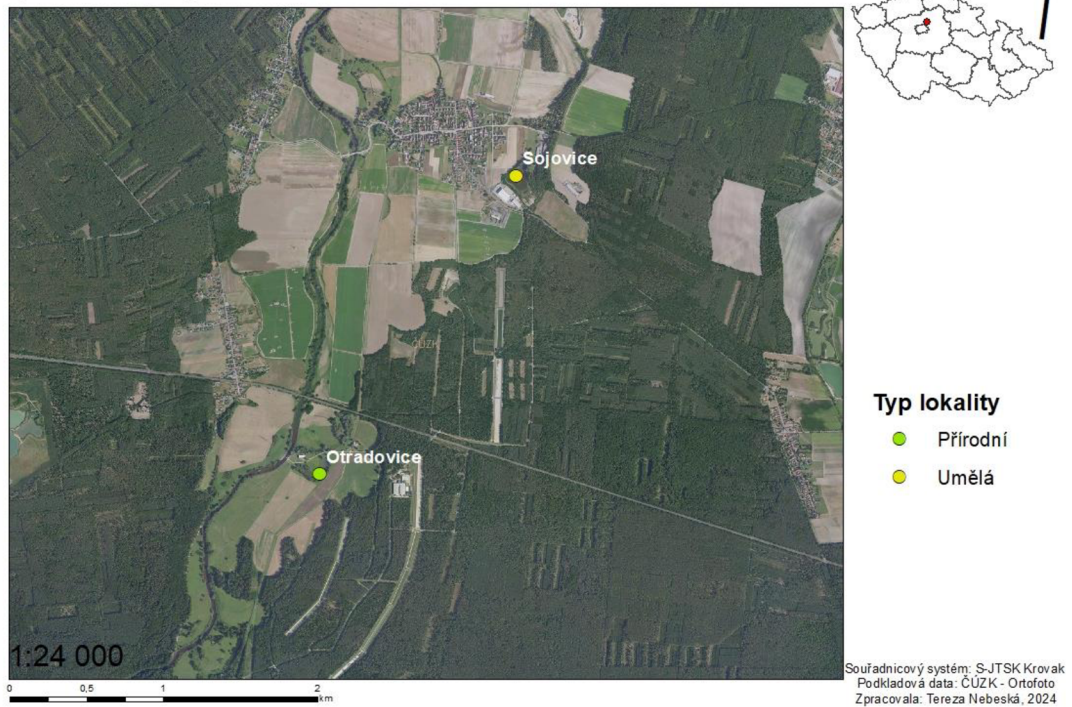 Sojovice
ČÚZK
Otradovice
Typ lokality
Přírodní
Umělá
1:24 000
0 0,5 1 2
km
Souřadnicový systém: S-JTSK Krovak
Podkladová data: ČÚZK - Ortofoto
Zpracovala: Tereza Nebeská, 2024